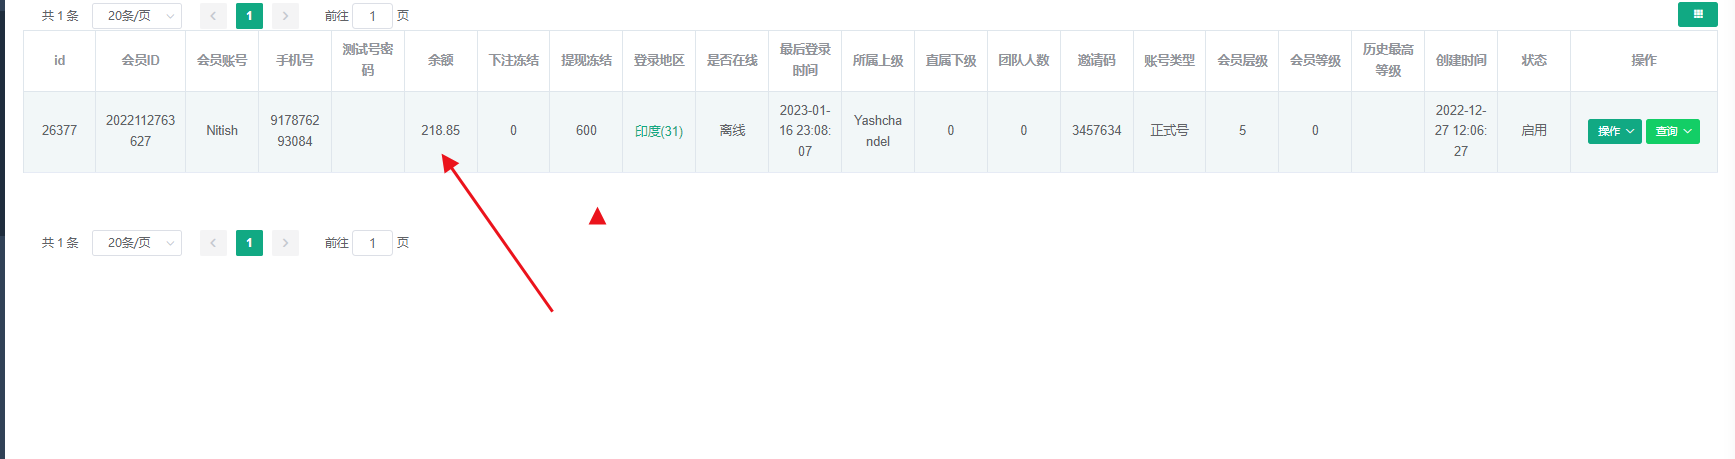 共 1 条 20条/页 1 前往 1 页
id 会员ID 会员账号 手机号 测试号密码 余额 下注冻结 提现冻结 登录地区 是否在线 最后登录时间 所属上级 直属下级 团队人数 邀请码 账号类型 会员层级 会员等级 历史最高等级 创建时间 状态 操作
26377 2022112763627 Nitish 917876293084 218.85 0 600 印度(31) 离线 2023-01-16 23:08:07 Yashchandel 0 0 3457634 正式号 5 0 2022-12-27 12:06:27 启用 操作 查询
共 1 条 20条/页 1 前往 1 页